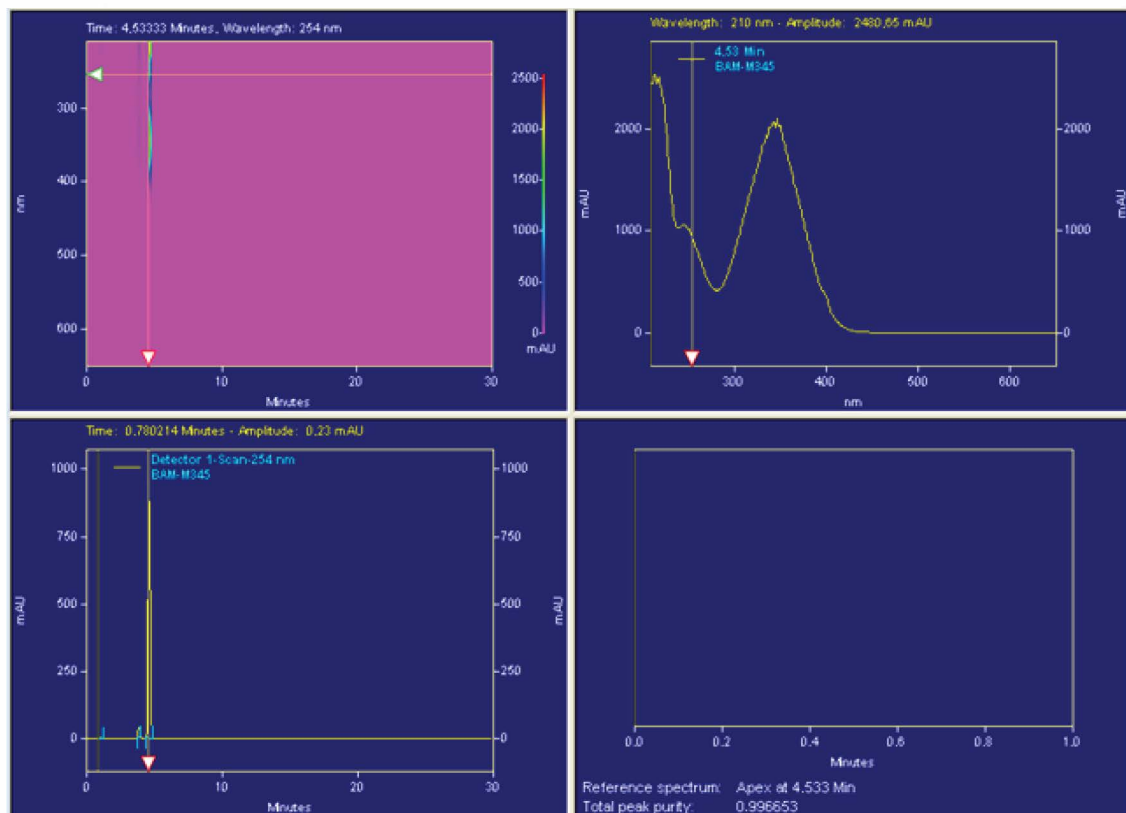 Time: 4.53333 Minutes, Wavelength: 254 nm
300
400
500
600
nm
0
10
20
30
Minutes
2500
2000
1500
1000
500
0
mAU
Wavelength: 210 nm - Amplitude: 2480.65 mAU
4.53 Min
BAM-M345
2000
1000
0
mAU
2000
1000
0
mAU
300
400
500
600
nm
Time: 0.780214 Minutes - Amplitude: 0.23 mAU
Detector 1-Scan-254 nm
BAM-M345
1000
750
500
250
0
mAU
1000
750
500
250
0
mAU
0
10
20
30
Minutes
0.0
0.2
0.4
0.6
0.8
1.0
Minutes
Reference spectrum: Apex at 4.533 Min
Total peak purity: 0.996653